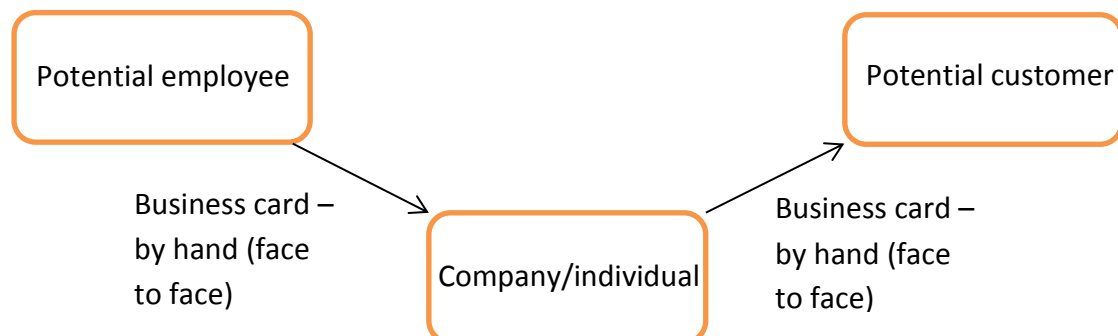 Potential employee
Potential customer
Business card –
by hand (face
to face)
Business card –
by hand (face
to face)
Company/individual